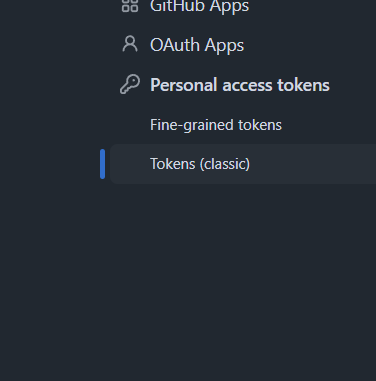 GitHub Apps
OAuth Apps
Personal access tokens
Fine-grained tokens
Tokens (classic)